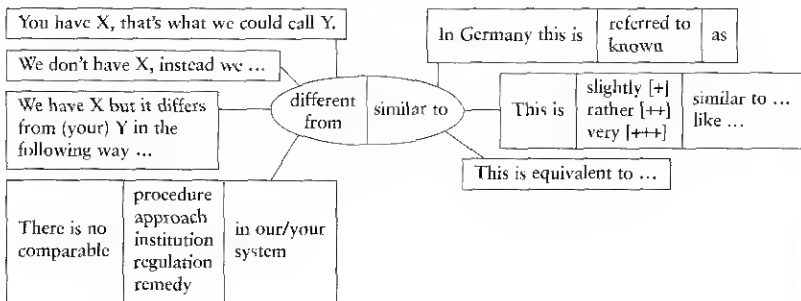 You have X, that's what we could call Y.
We don't have X, instead we ...
We have X but it differs
from (your) Y in the
following way ...
There is no
comparable
procedure
approach
institution
regulation
remedy
in our/your
system
different
from
similar to
In Germany this is
referred to
known
as
This is
slightly [+]
rather [++)
very [+++]
similar to ...
like ...
This is equivalent to ...